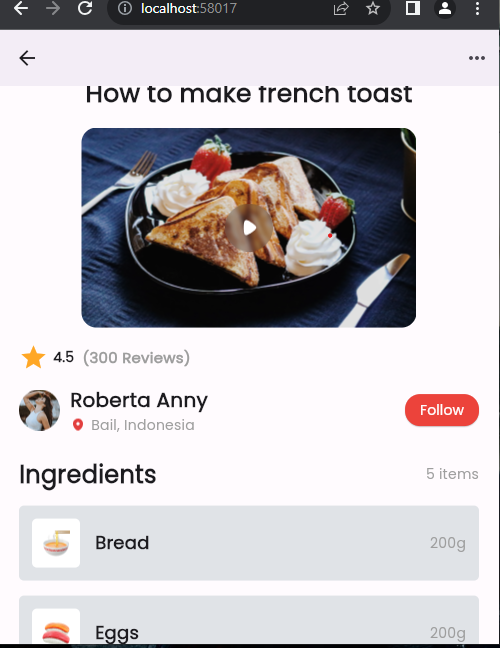 localhost:58017
How to make french toast
4.5 (300 Reviews)
Roberta Anny
Bail, Indonesia
Follow
Ingredients
5 items
Bread
200g
Eggs
200g